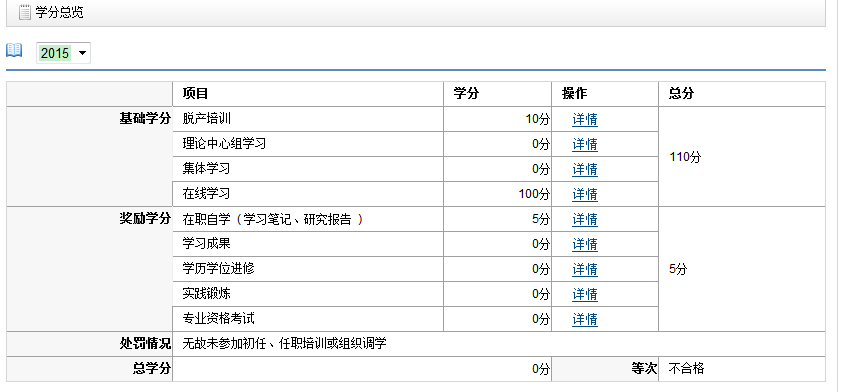 学分总览
2015
项目 学分 操作 总分
基础学分 脱产培训 10分 详情 110分
理论中心组学习 0分 详情
集体学习 0分 详情
在线学习 100分 详情
奖励学分 在职自学（学习笔记、研究报告 ） 5分 详情 5分
学习成果 0分 详情
学历学位进修 0分 详情
实践锻炼 0分 详情
专业资格考试 0分 详情
处罚情况 无故未参加初任、任职培训或组织调学
总学分 0分 等次 不合格